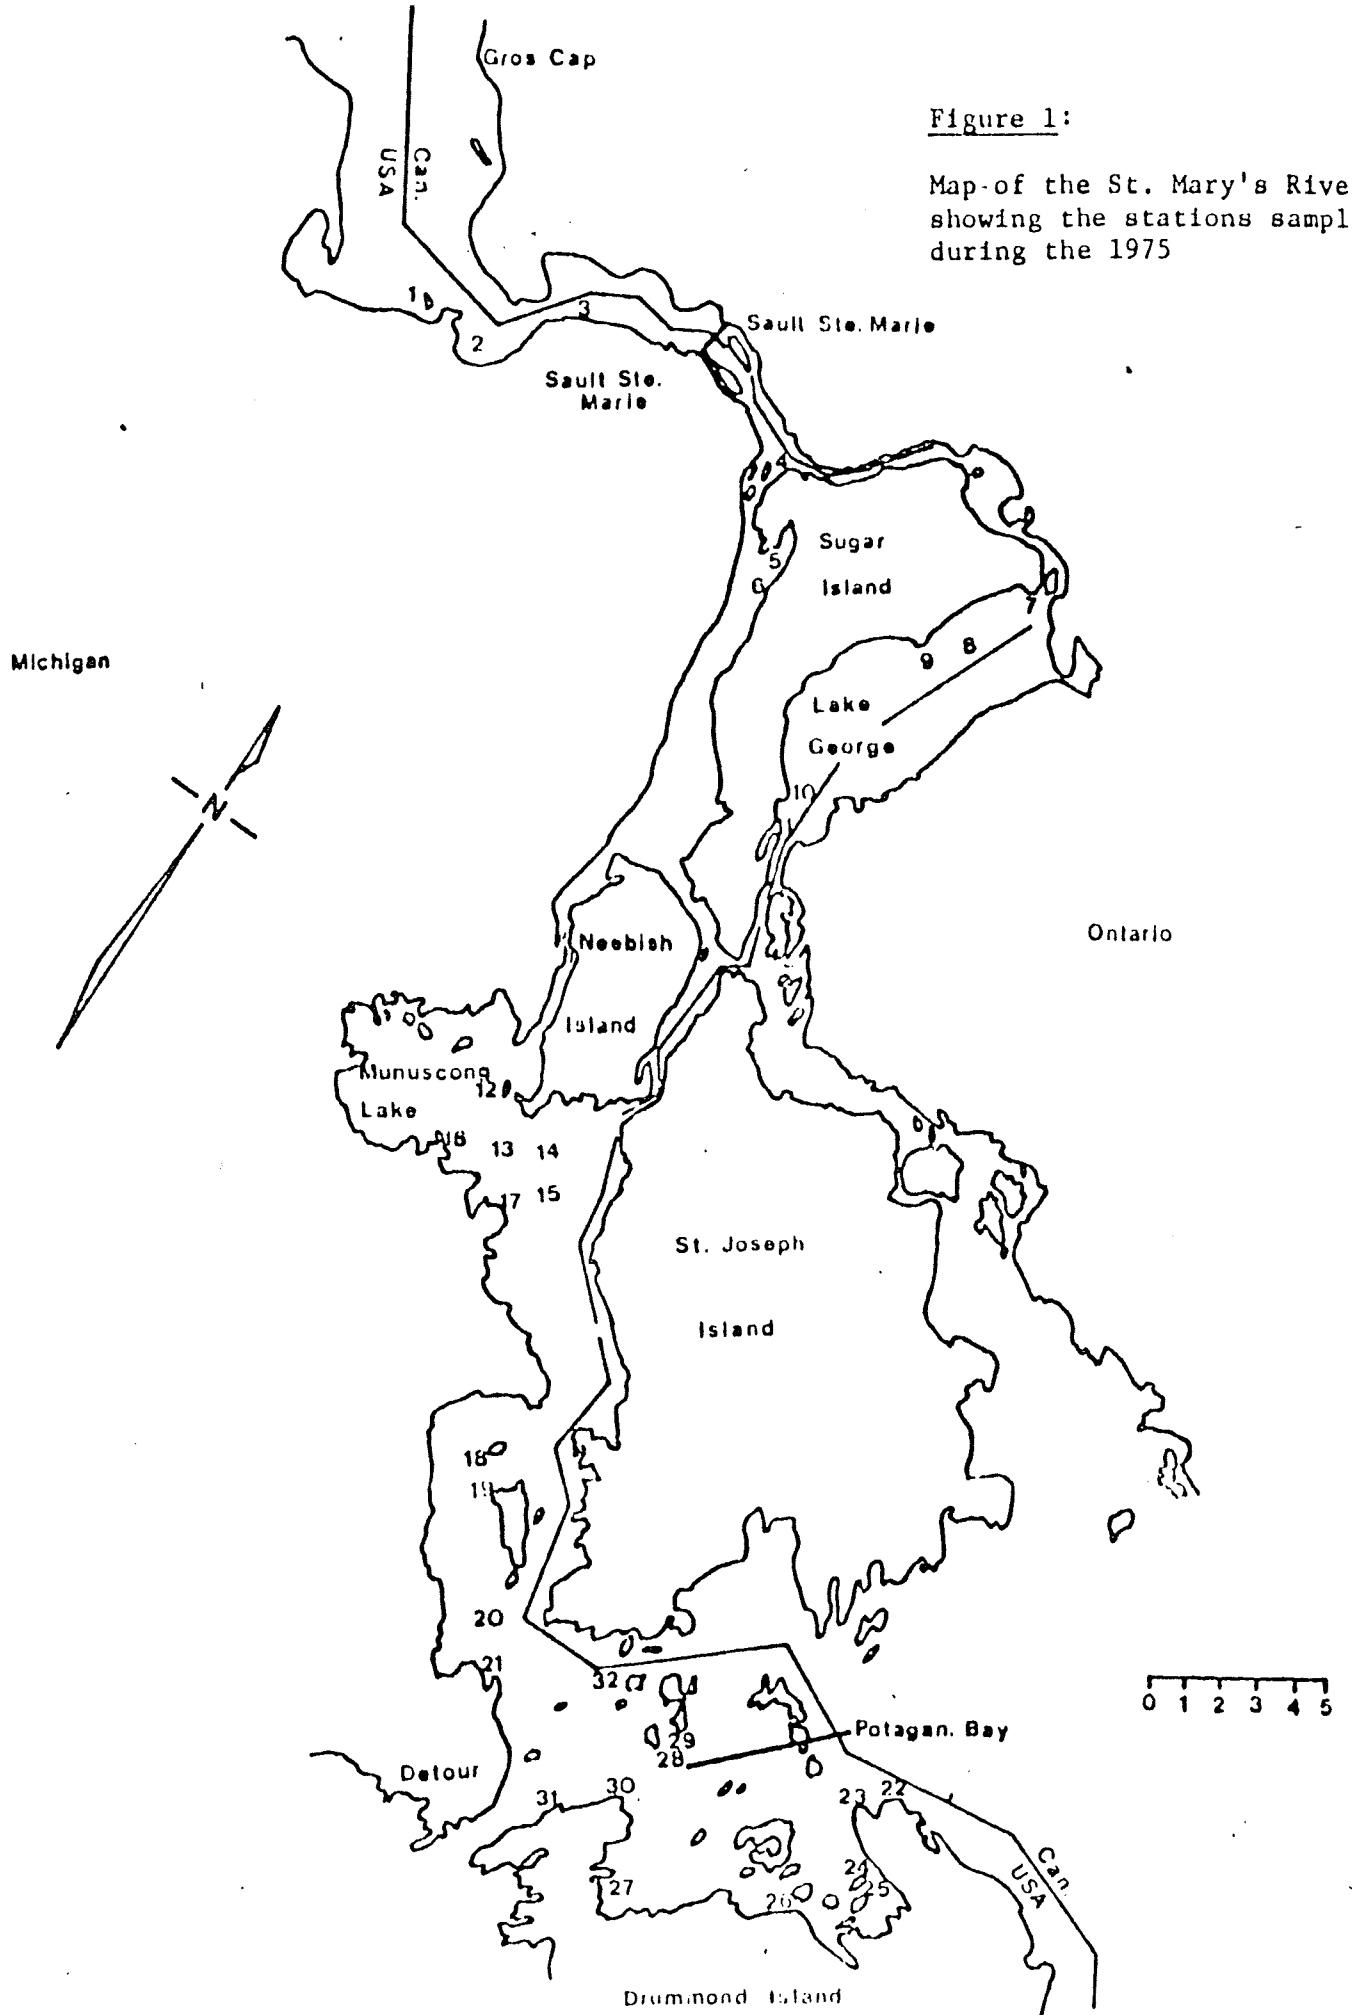 Gros Cap
Figure 1:
Can.
USA
Map of the St. Mary's Rive
showing the stations sampl
during the 1975
1
2
3
Sault Ste. Marie
Sault Ste.
Marie
4
Sugar
Island
5
6
7
8
9
Michigan
Lake
George
N
10
Ontario
Neebish
Island
Munuscong
Lake
12
13
14
15
17
St. Joseph
Island
18
19
20
21
32
0 1 2 3 4 5
29
28
Potagan. Bay
Detour
31
30
23
22
24
25
26
27
Can.
USA
Drummond Island